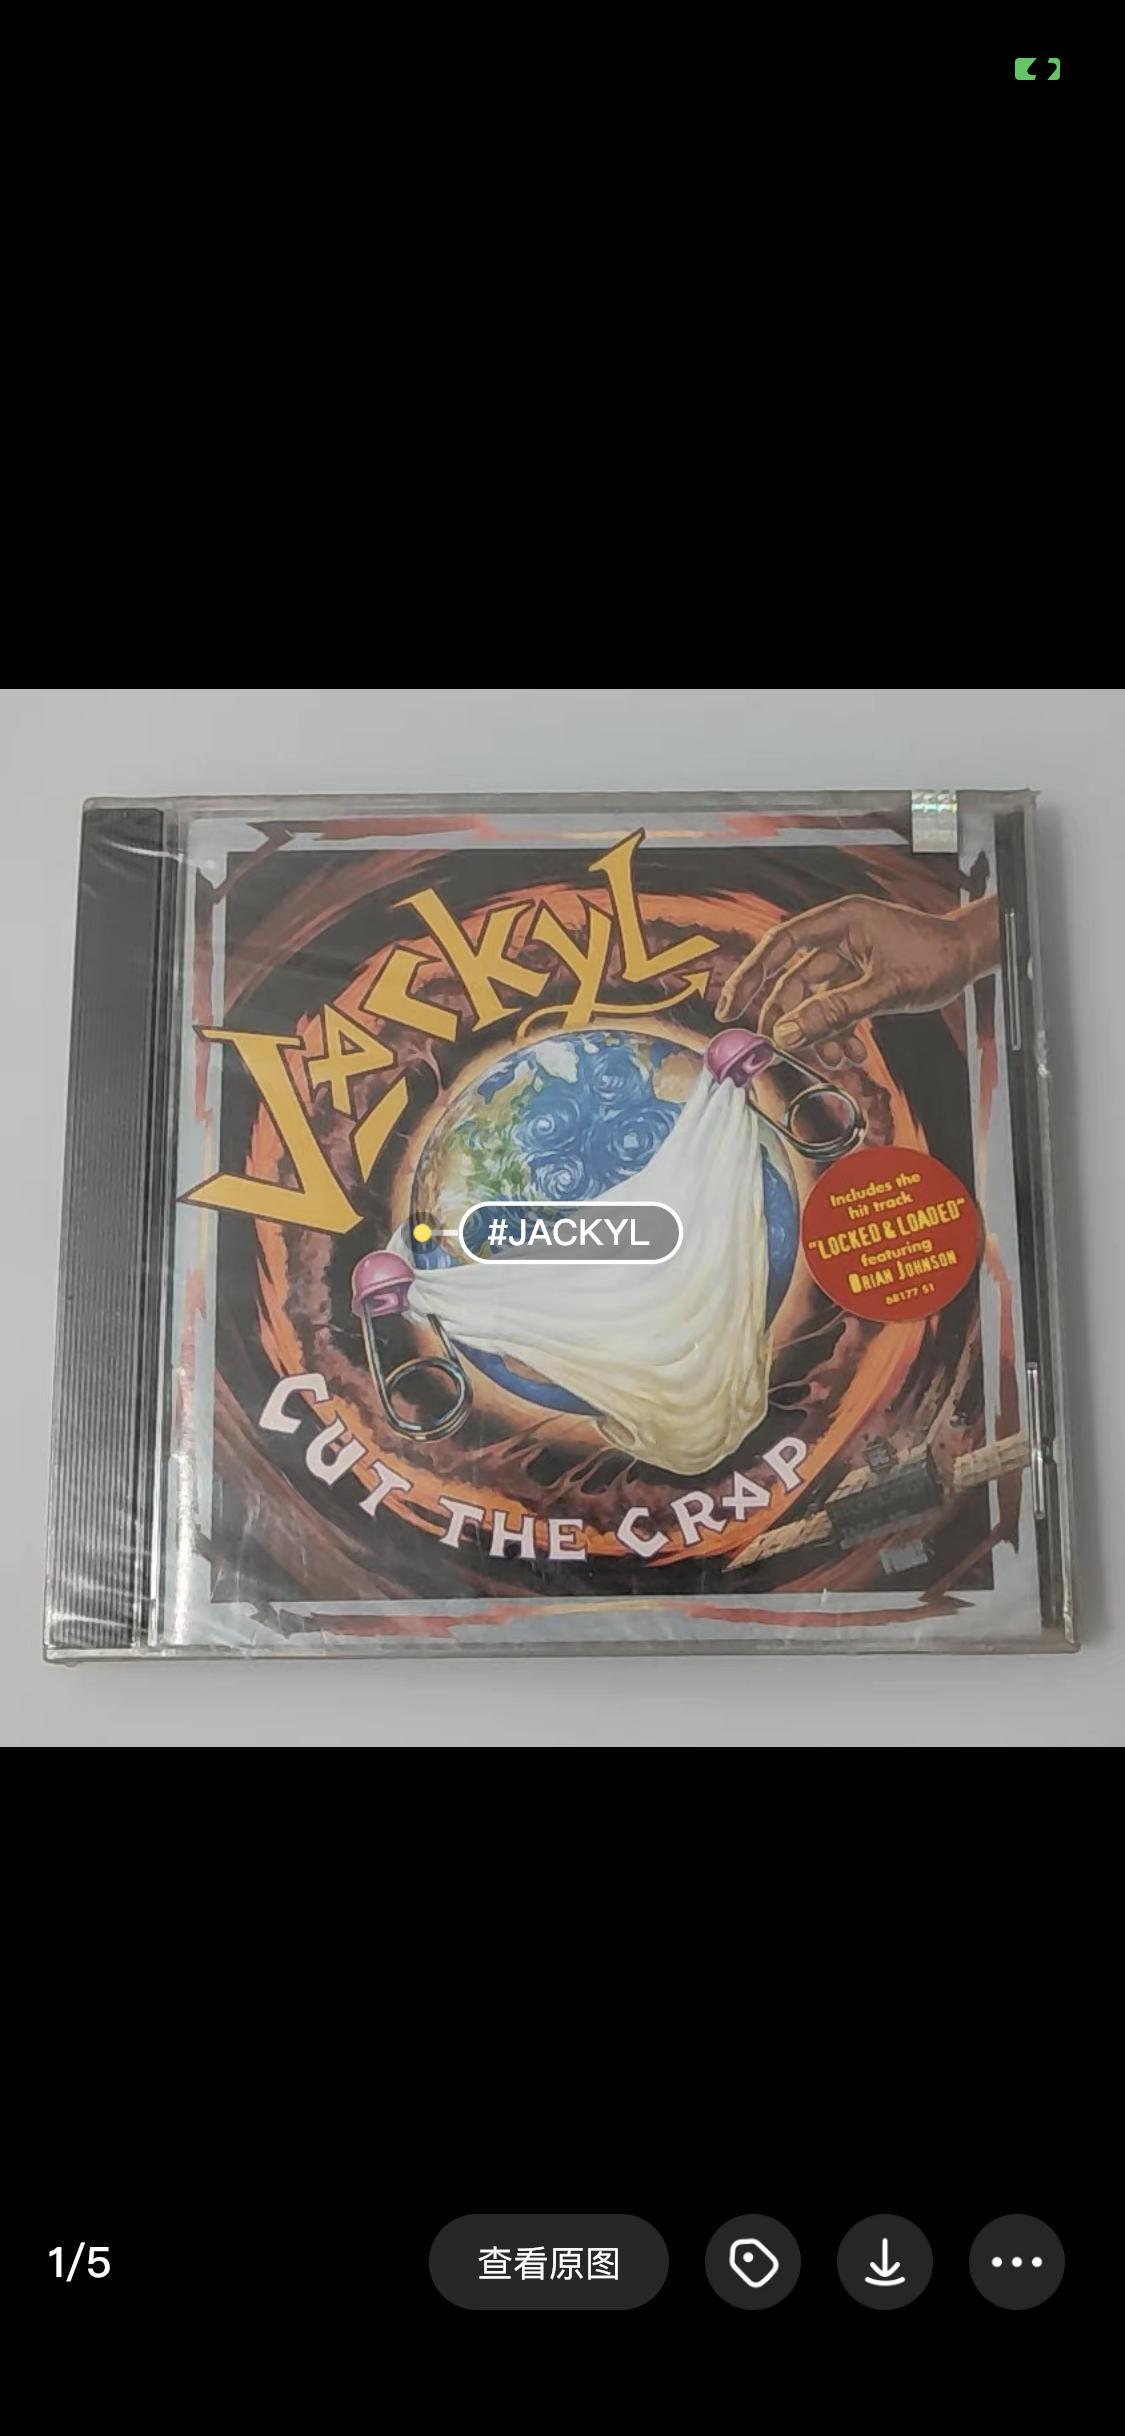 JackyL
#JACKYL
Includes the
hit track
"LOCKED & LOADED"
featuring
BRIAN JOHNSON
68177 51
CUT THE CRAP
1/5
查看原图